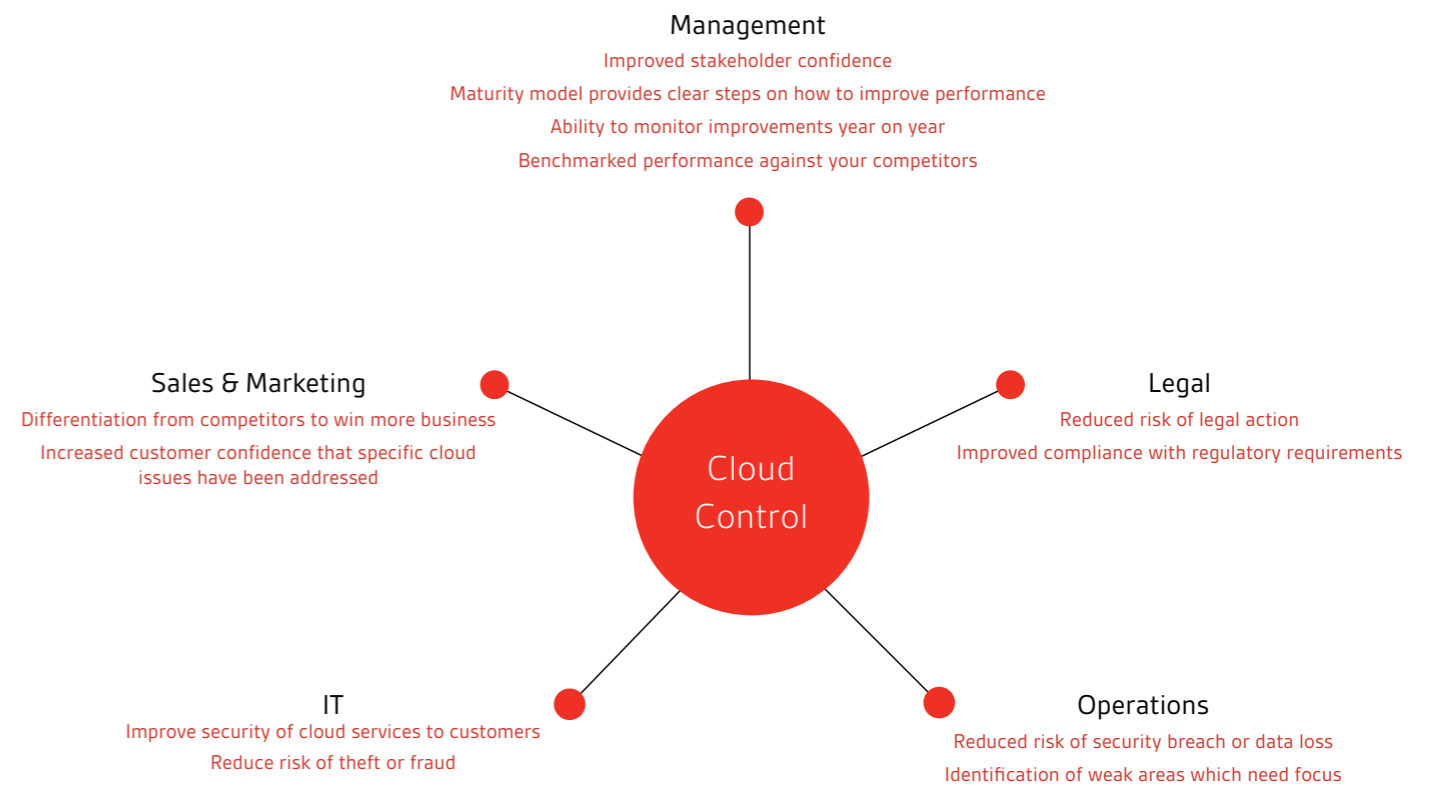 Management
Improved stakeholder confidence
Maturity model provides clear steps on how to improve performance
Ability to monitor improvements year on year
Benchmarked performance against your competitors
Sales & Marketing
Differentiation from competitors to win more business
Increased customer confidence that specific cloud
issues have been addressed
Legal
Reduced risk of legal action
Improved compliance with regulatory requirements
Cloud
Control
IT
Improve security of cloud services to customers
Reduce risk of theft or fraud
Operations
Reduced risk of security breach or data loss
Identification of weak areas which need focus